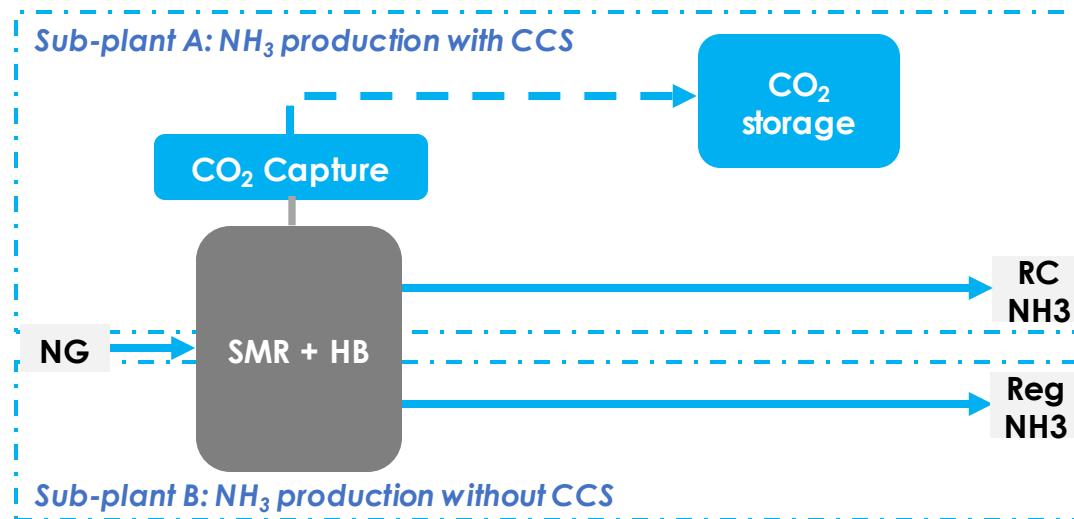 Sub-plant A: NH₃ production with CCS
CO₂
storage
CO₂ Capture
RC
NH3
NG
SMR + HB
Reg
NH3
Sub-plant B: NH₃ production without CCS